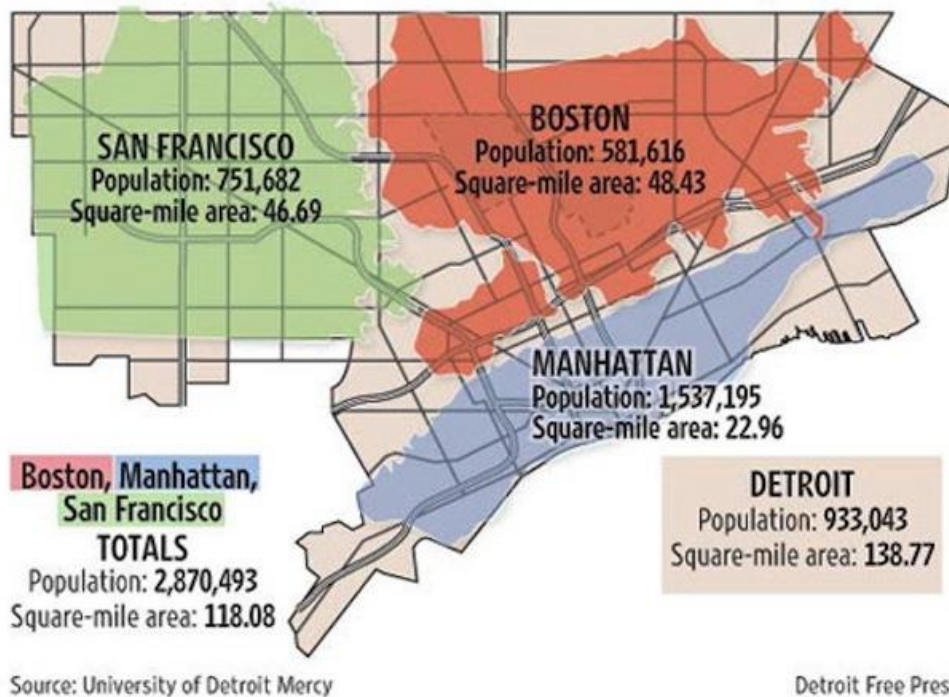 SAN FRANCISCO
Population: 751,682
Square-mile area: 46.69
BOSTON
Population: 581,616
Square-mile area: 48.43
MANHATTAN
Population: 1,537,195
Square-mile area: 22.96
Boston, Manhattan,
San Francisco
TOTALS
Population: 2,870,493
Square-mile area: 118.08
DETROIT
Population: 933,043
Square-mile area: 138.77
Source: University of Detroit Mercy
Detroit Free Pres